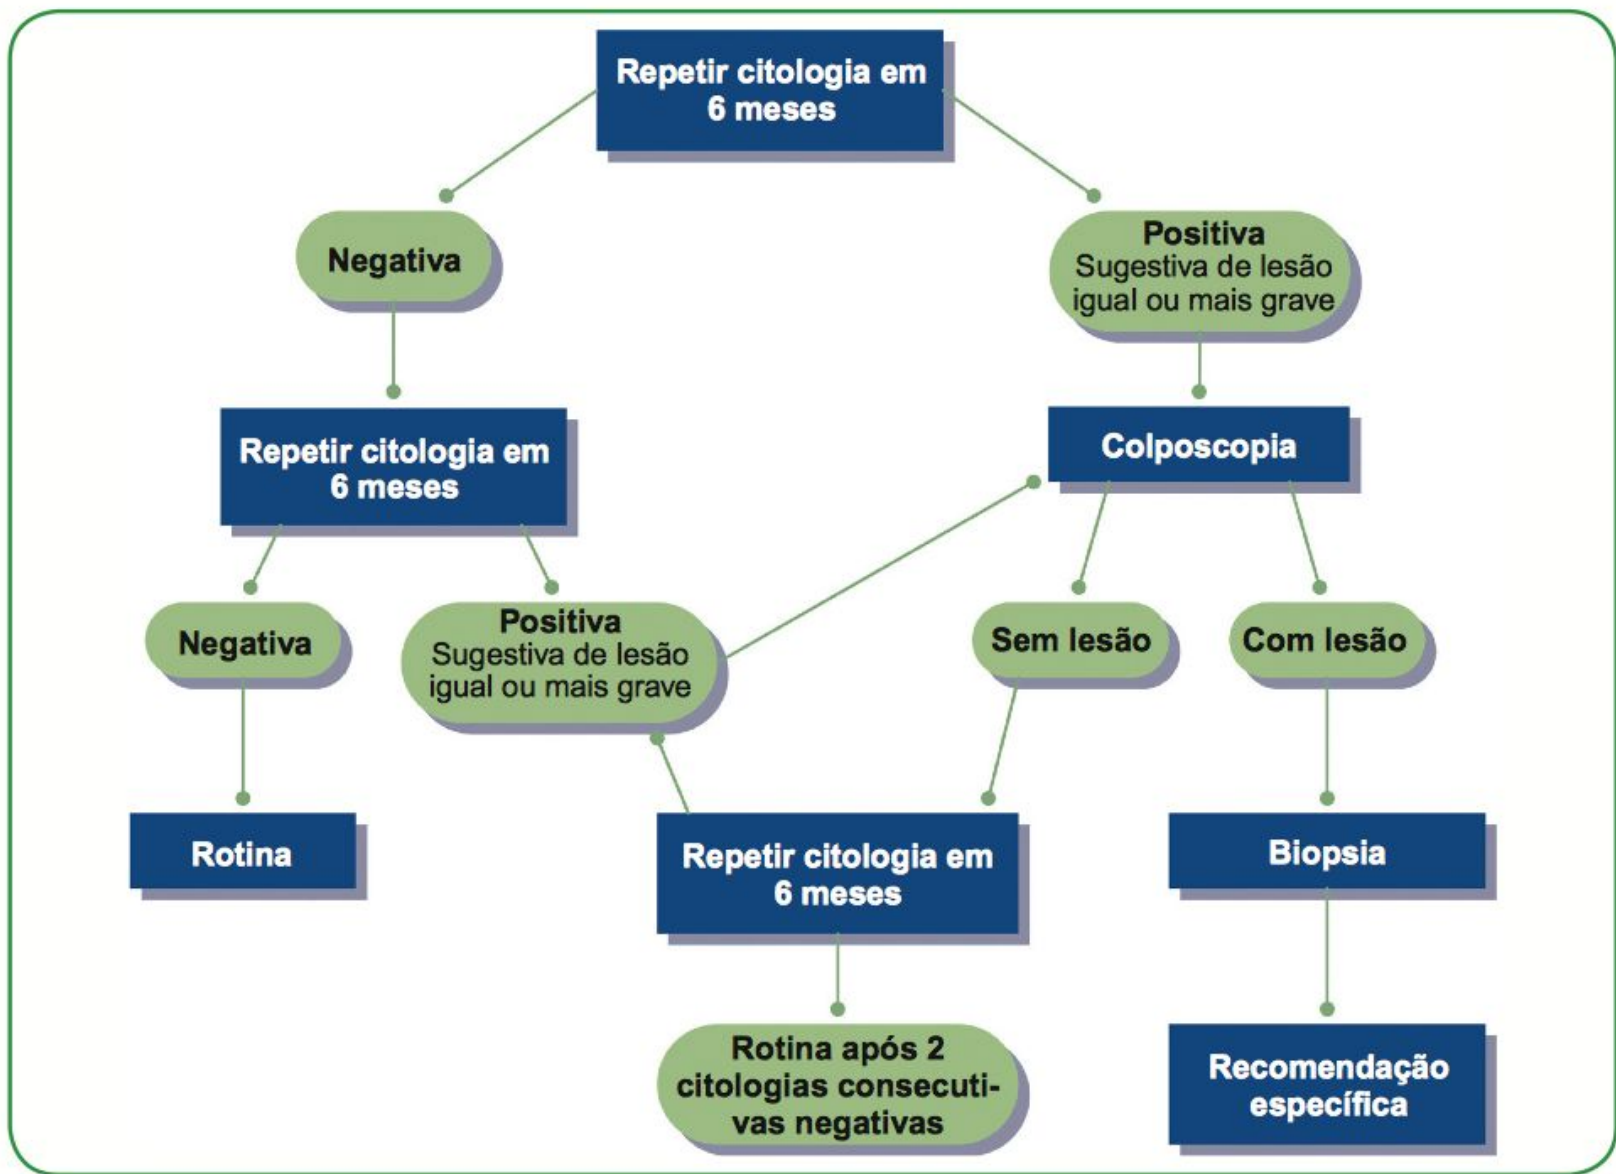 Repetir citologia em
6 meses
Negativa
Positiva
Sugestiva de lesão
igual ou mais grave
Repetir citologia em
6 meses
Colposcopia
Negativa
Positiva
Sugestiva de lesão
igual ou mais grave
Sem lesão
Com lesão
Rotina
Repetir citologia em
6 meses
Biopsia
Rotina após 2
citologias consecuti-
vas negativas
Recomendação
específica